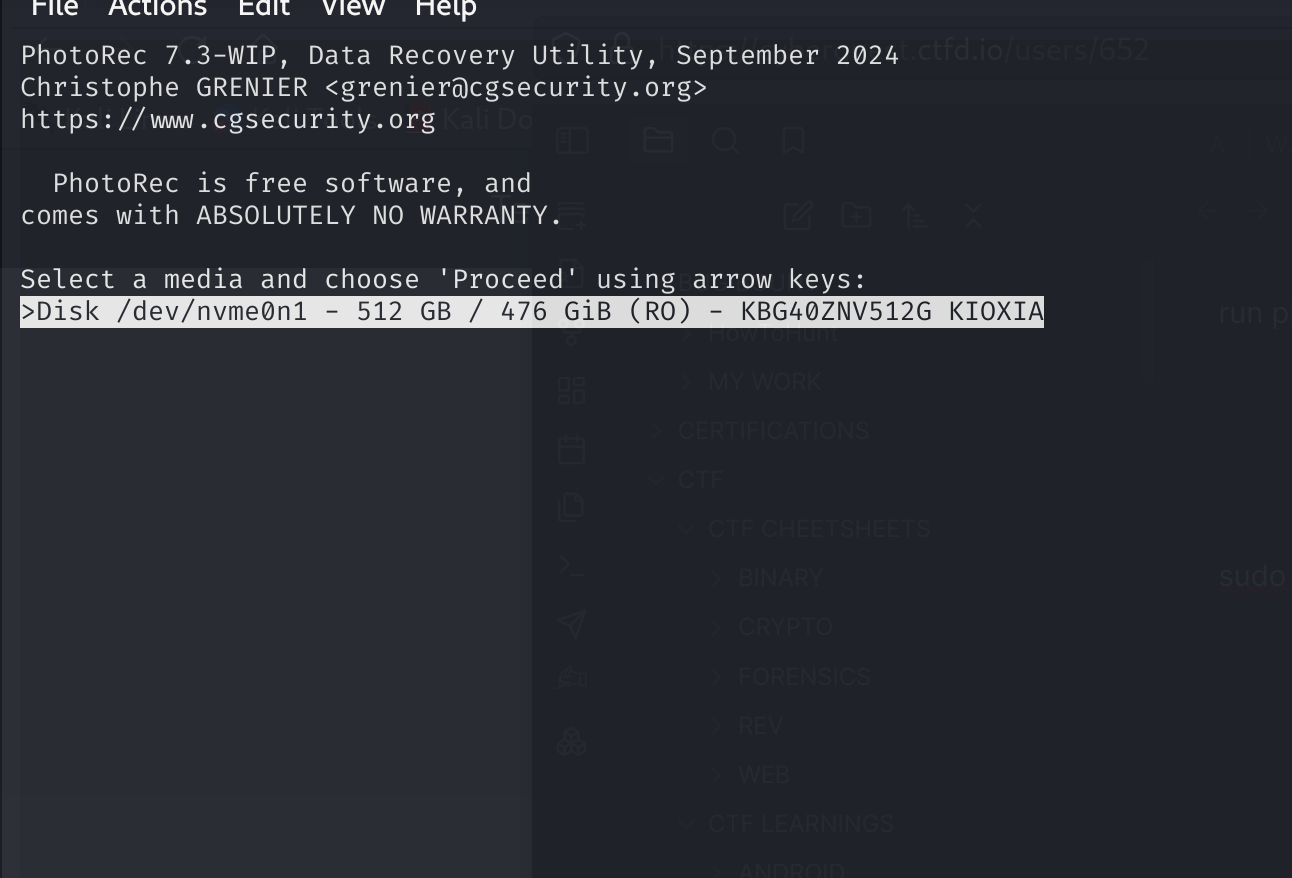 File Actions Edit View Help
PhotoRec 7.3-WIP, Data Recovery Utility, September 2024
.ctfd.io/users/652
Christophe GRENIER <grenier@cgsecurity.org>
https://www.cgsecurity.org
Kali Do
PhotoRec is free software, and
comes with ABSOLUTELY NO WARRANTY.
Select a media and choose 'Proceed' using arrow keys:
>Disk /dev/nvme0n1 - 512 GB / 476 GiB (RO) - KBG40ZNV512G KIOXIA
run p
HowToHunt
MY WORK
CERTIFICATIONS
CTF
CTF CHEETSHEETS
BINARY
sudo
CRYPTO
FORENSICS
REV
WEB
CTF LEARNINGS
ANDROID